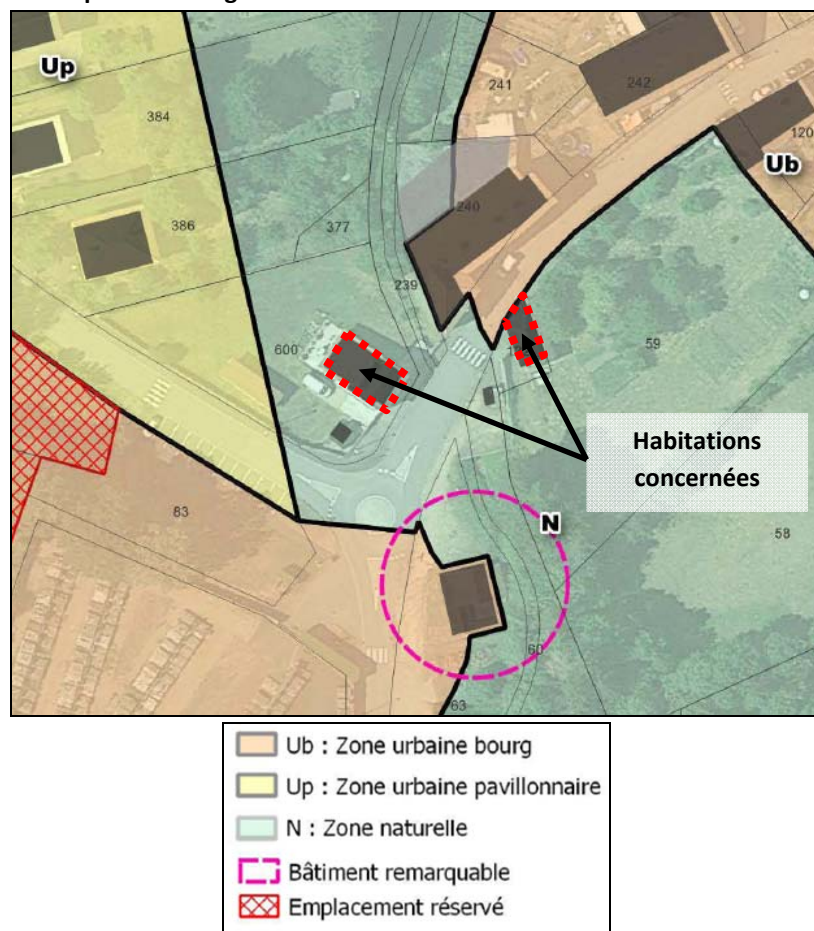 Up
241
242
120
384
Ub
240
386
377
239
600
59
Habitations
concernées
N
83
58
60
63
Ub : Zone urbaine bourg
Up : Zone urbaine pavillonnaire
N : Zone naturelle
Bâtiment remarquable
Emplacement réservé